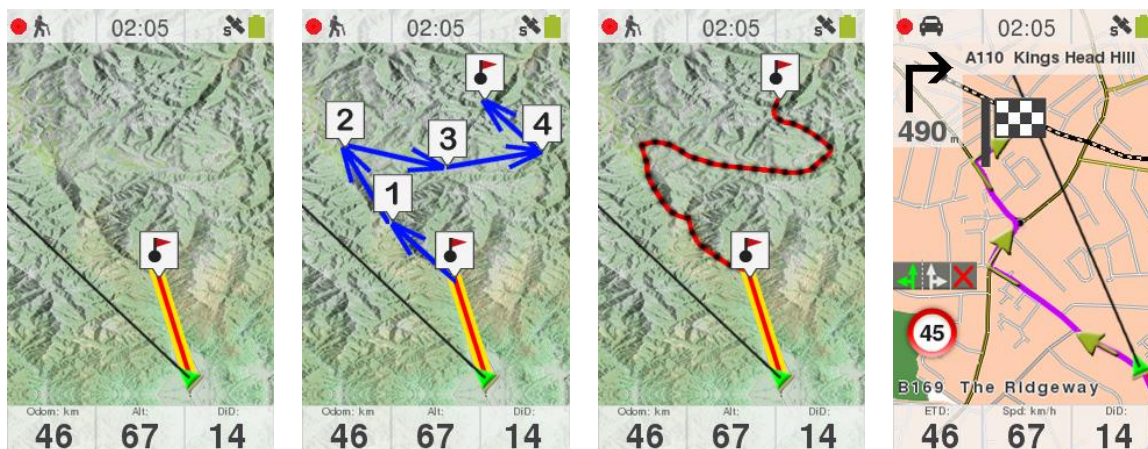 02:05
S
Odom: km
Alt:
DiD:
46
67
14
02:05
S
2
3
4
1
Odom: km
Alt:
DiD:
46
67
14
02:05
S
Odom: km
Alt:
DiD:
46
67
14
02:05
S
A110 Kings Head Hill
490 m
45
B169 The Ridgeway
ETD:
Spd: km/h
DiD:
46
67
14